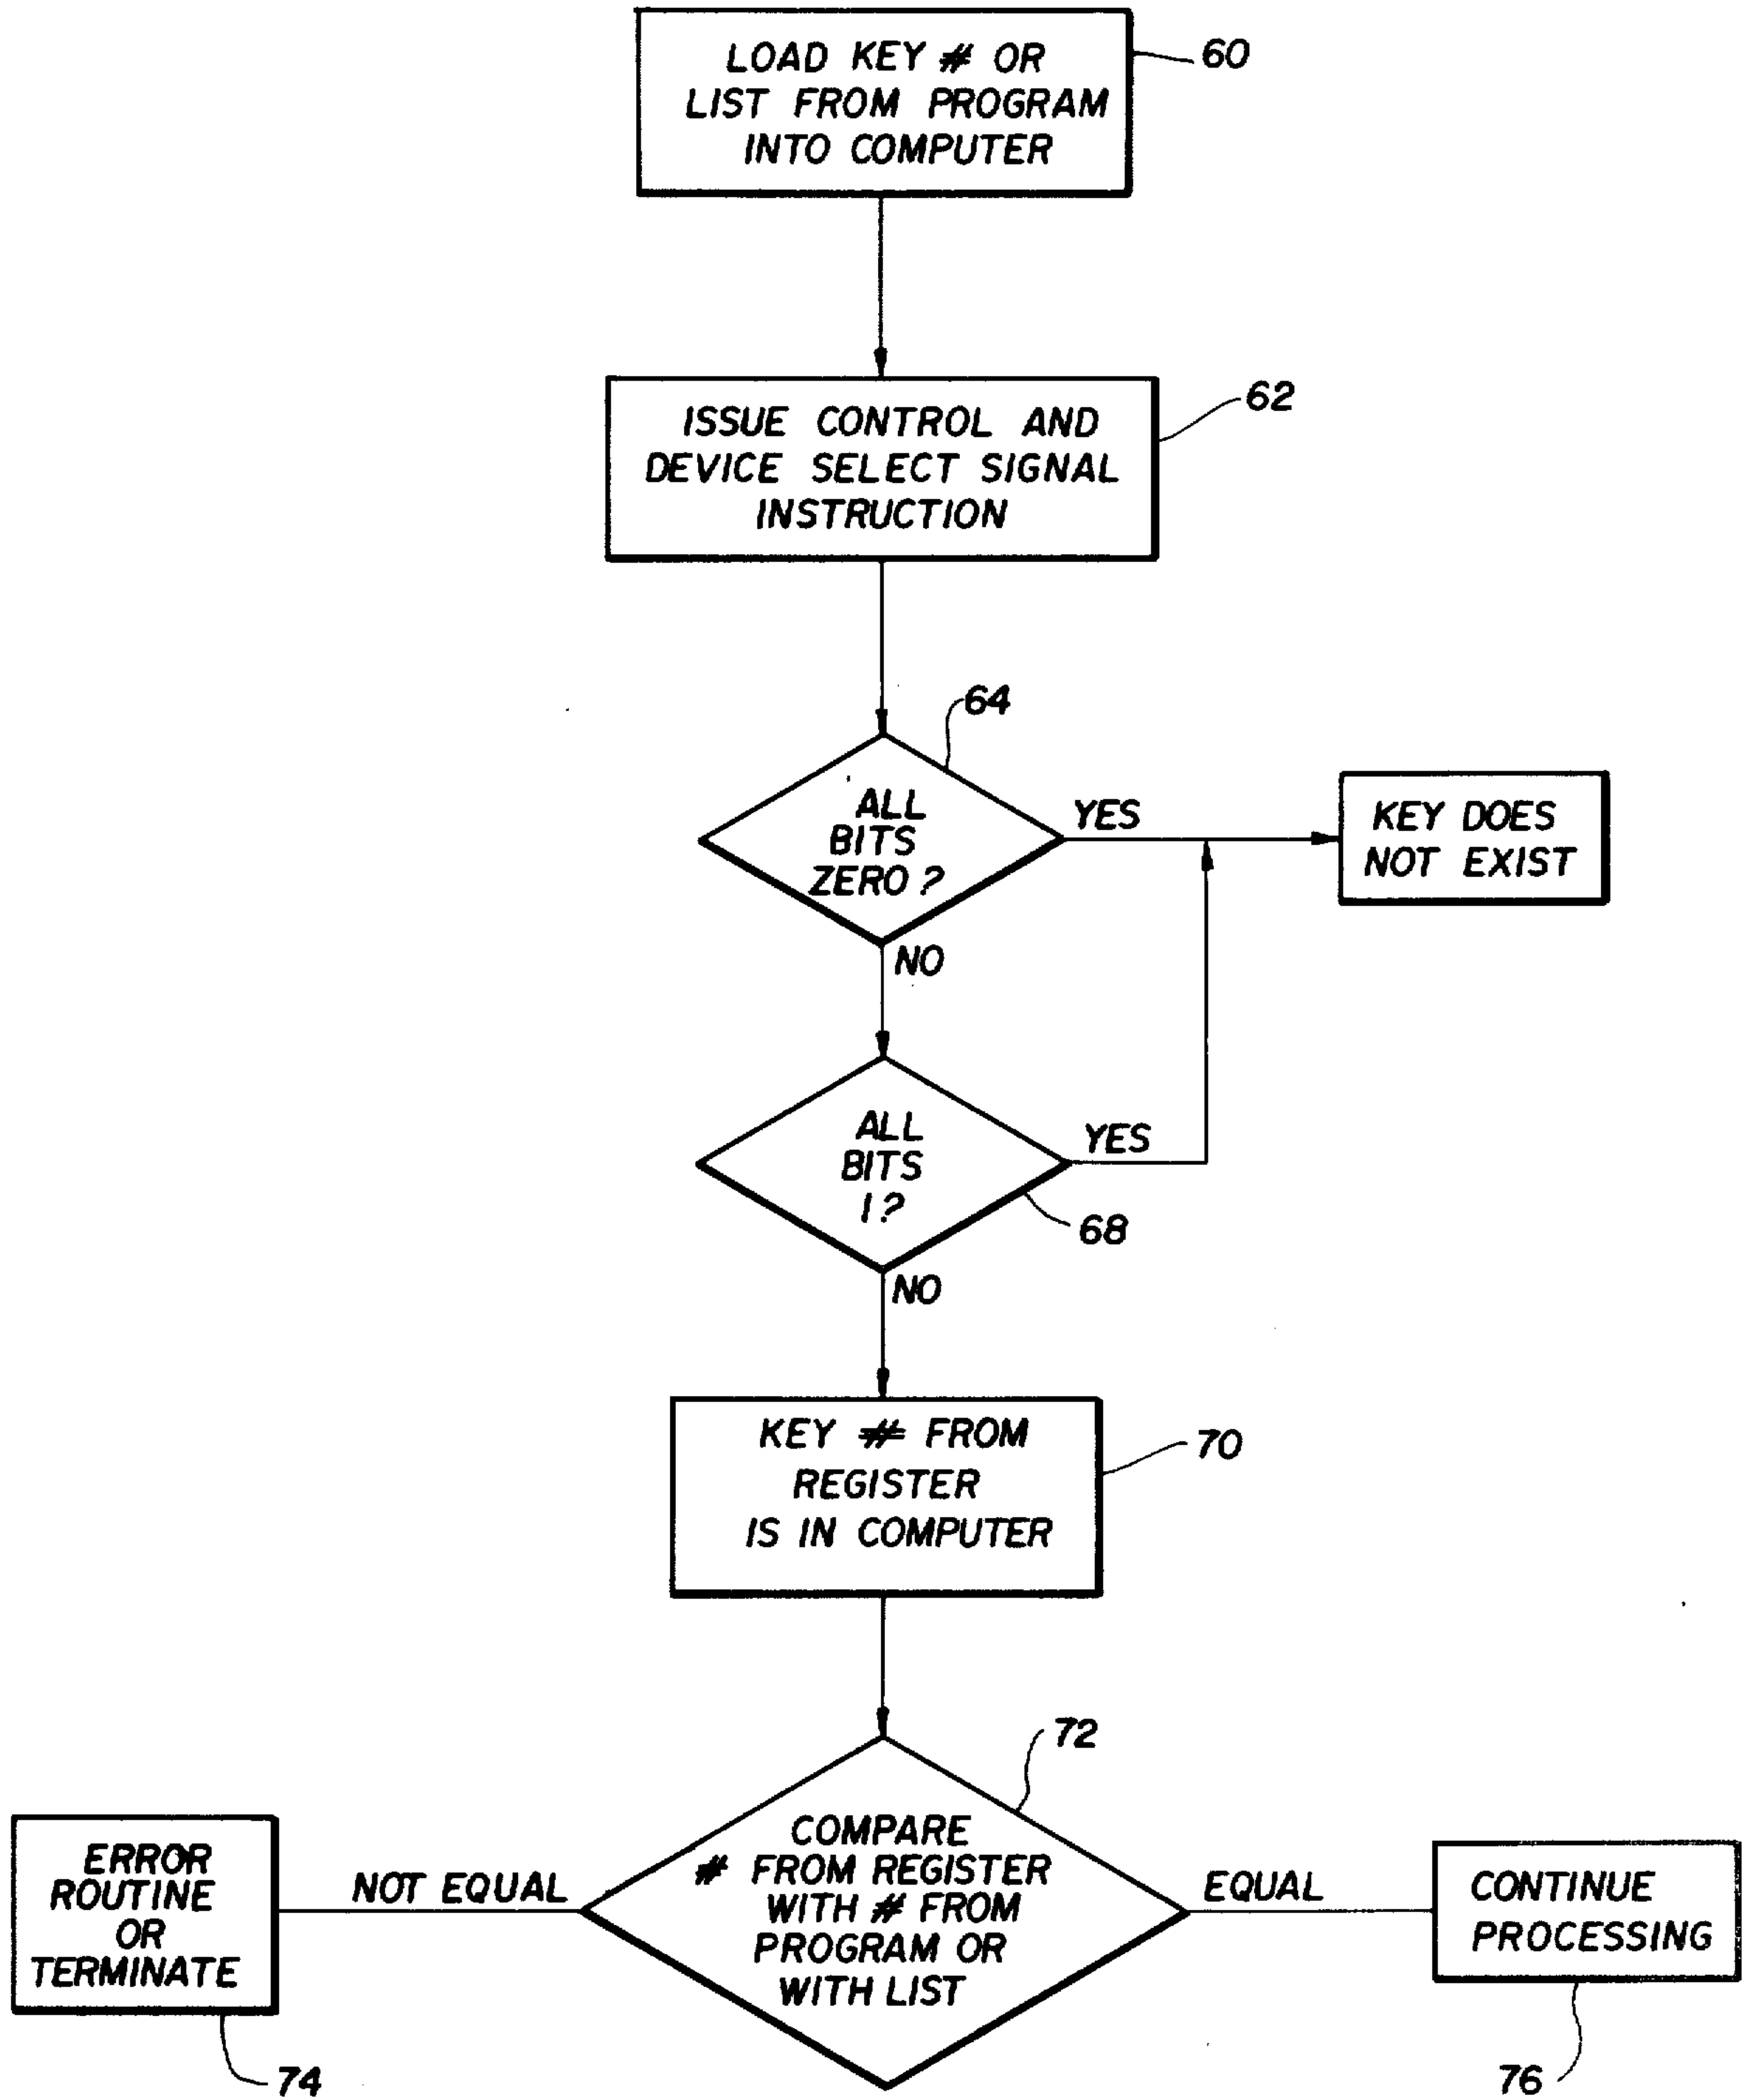 LOAD KEY # OR
LIST FROM PROGRAM
INTO COMPUTER
60
ISSUE CONTROL AND
DEVICE SELECT SIGNAL
INSTRUCTION
62
64
ALL
BITS
ZERO?
YES
KEY DOES
NOT EXIST
NO
ALL
BITS
1?
YES
68
NO
KEY # FROM
REGISTER
IS IN COMPUTER
70
72
COMPARE
# FROM REGISTER
WITH # FROM
PROGRAM OR
WITH LIST
NOT EQUAL
ERROR
ROUTINE
OR
TERMINATE
74
EQUAL
CONTINUE
PROCESSING
76